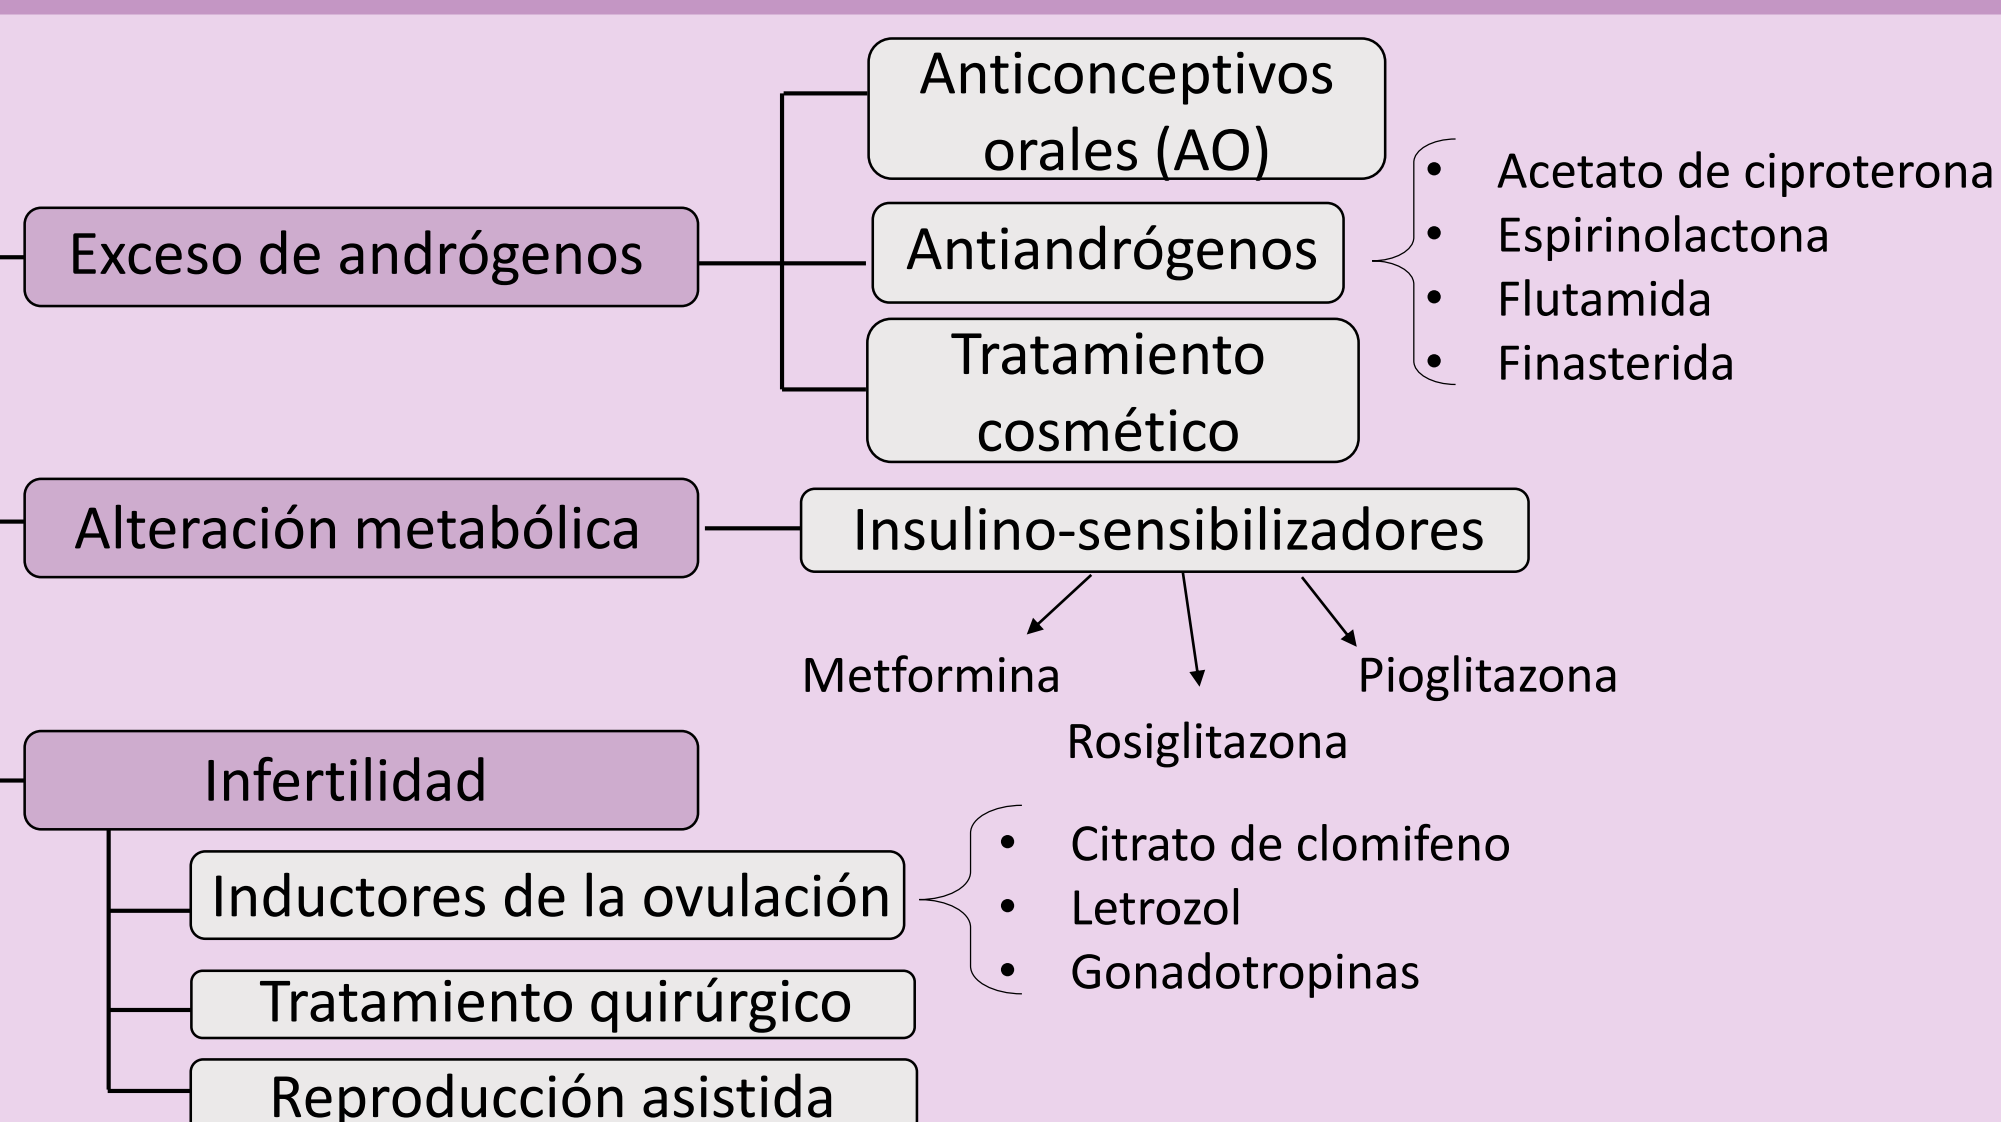 Exceso de andrógenos
Anticonceptivos
orales (AO)
Antiandrógenos
• Acetato de ciproterona
• Espirinolactona
• Flutamida
• Finasterida
Tratamiento
cosmético
Alteración metabólica
Insulino-sensibilizadores
Metformina
Rosiglitazona
Pioglitazona
Infertilidad
Inductores de la ovulación
• Citrato de clomifeno
• Letrozol
• Gonadotropinas
Tratamiento quirúrgico
Reproducción asistida